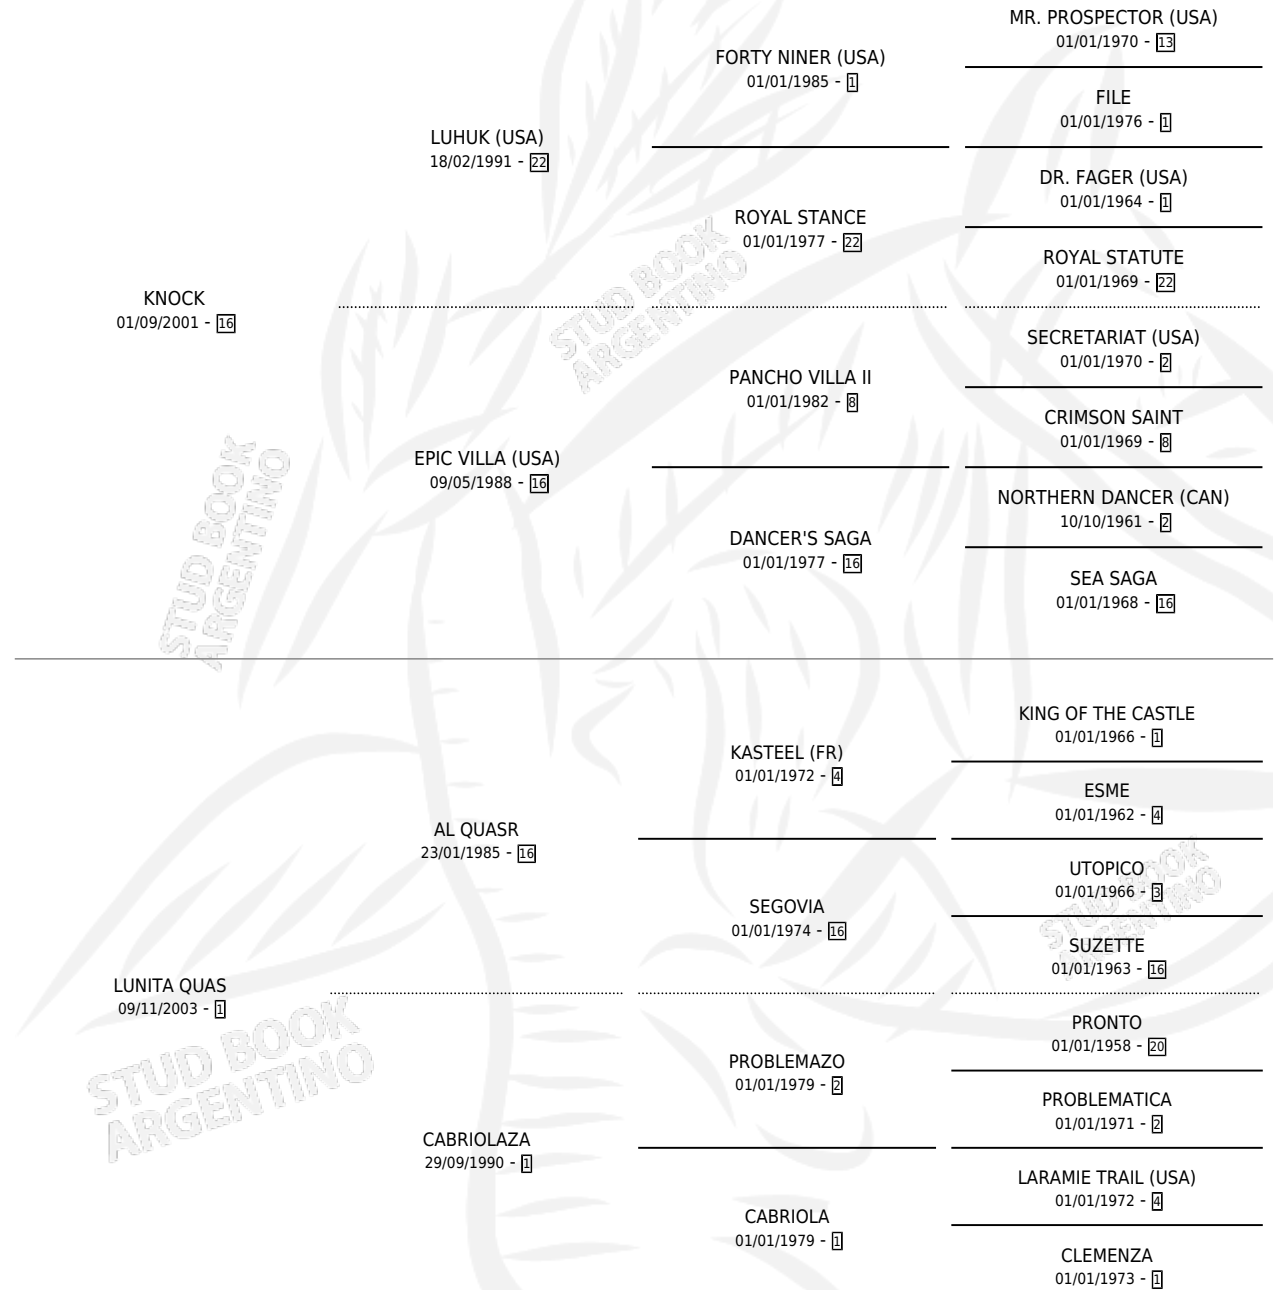 MR. PROSPECTOR (USA)
01/01/1970 - 13
FORTY NINER (USA)
01/01/1985 - 1
FILE
01/01/1976 - 1
LUHUK (USA)
18/02/1991 - 22
DR. FAGER (USA)
01/01/1964 - 1
ROYAL STANCE
01/01/1977 - 22
ROYAL STATUTE
01/01/1969 - 22
KNOCK
01/09/2001 - 16
SECRETARIAT (USA)
01/01/1970 - 2
PANCHO VILLA II
01/01/1982 - 8
CRIMSON SAINT
01/01/1969 - 8
EPIC VILLA (USA)
09/05/1988 - 16
NORTHERN DANCER (CAN)
10/10/1961 - 2
DANCER'S SAGA
01/01/1977 - 16
SEA SAGA
01/01/1968 - 16
KING OF THE CASTLE
01/01/1966 - 1
KASTEEL (FR)
01/01/1972 - 4
ESME
01/01/1962 - 4
AL QUASR
23/01/1985 - 16
UTOPICO
01/01/1966 - 3
SEGOVIA
01/01/1974 - 16
SUZETTE
01/01/1963 - 16
LUNITA QUAS
09/11/2003 - 1
PRONTO
01/01/1958 - 20
PROBLEMAZO
01/01/1979 - 2
PROBLEMATICA
01/01/1971 - 2
CABRIOLAZA
29/09/1990 - 1
LARAMIE TRAIL (USA)
01/01/1972 - 4
CABRIOLA
01/01/1979 - 1
CLEMENZA
01/01/1973 - 1
STUD BOOK
ARGENTINO
STUD BOOK
ARGENTINO
STUD BOOK
ARGENTINO
STUD BOOK
ARGENTINO